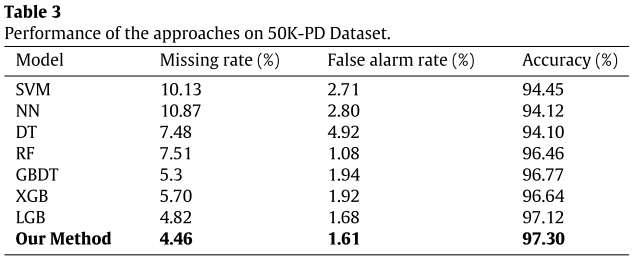 Table 3
Performance of the approaches on 50K-PD Dataset.
Model Missing rate (%) False alarm rate (%) Accuracy (%)
SVM 10.13 2.71 94.45
NN 10.87 2.80 94.12
DT 7.48 4.92 94.10
RF 7.51 1.08 96.46
GBDT 5.3 1.94 96.77
XGB 5.70 1.92 96.64
LGB 4.82 1.68 97.12
Our Method 4.46 1.61 97.30